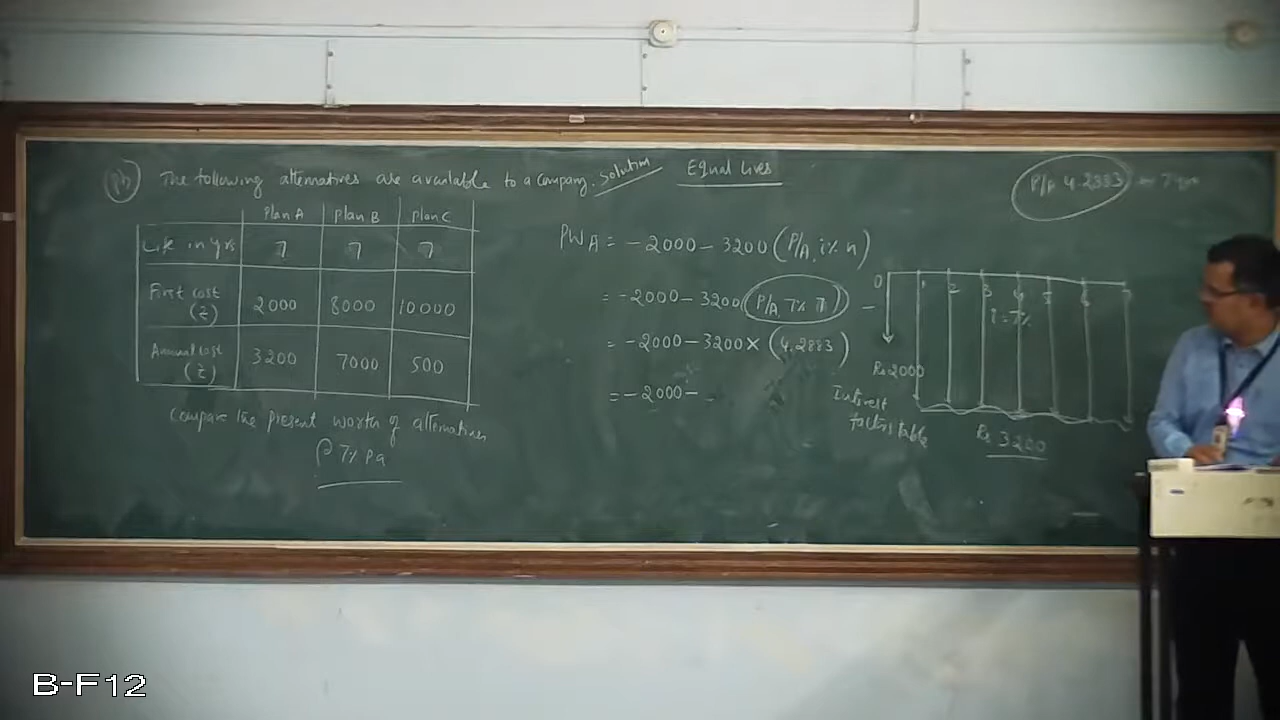 The following alternatives are available to a company. Solution Equal lives
Plan A Plan B Plan C
Life in yrs 7 7 7
First cost (₹) 2000 8000 10000
Annual cost (₹) 3200 7000 500
Compare the present worth of alternatives
@ 7% pa
PWA = -2000 - 3200 (P/A, i% n)
= -2000 - 3200 (P/A, 7% 7)
= -2000 - 3200 × (4.2883)
= -2000 -
Interest
factors table
P/A 4.2883
0 1 2 3 4 5 6 7
i = 7%
Rs. 2000
Rs 3200
B-F12